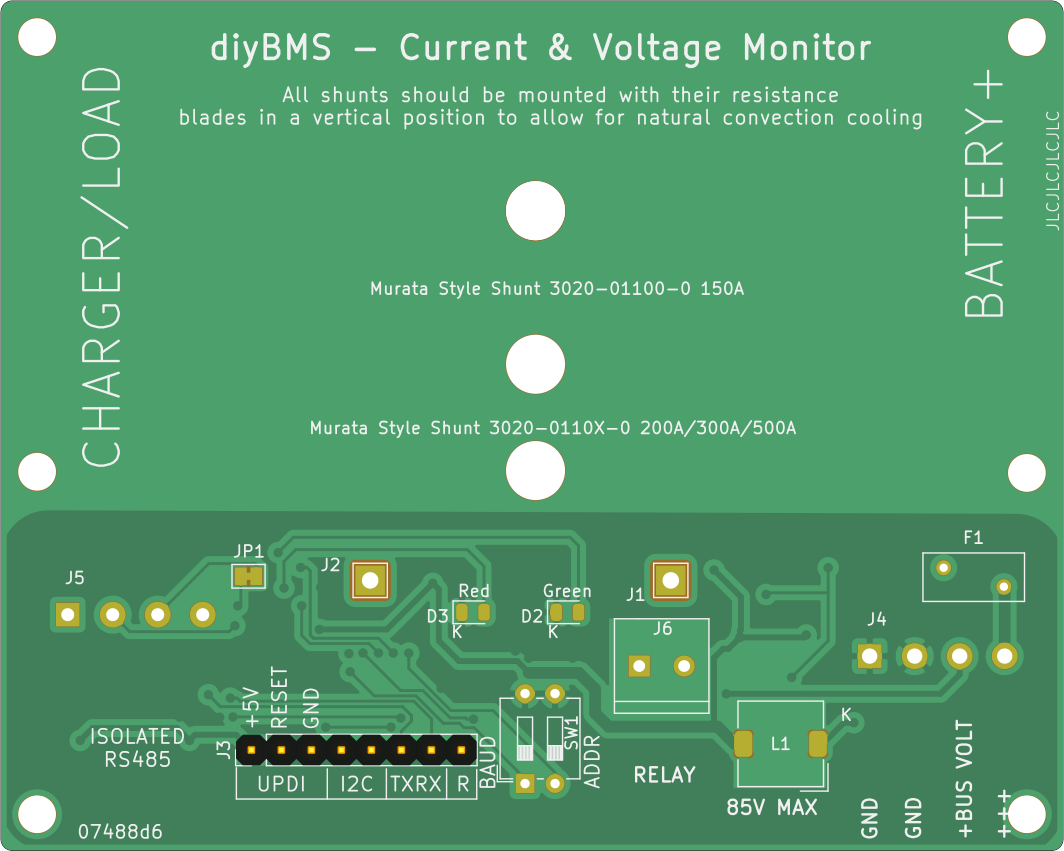 diyBMS - Current & Voltage Monitor
All shunts should be mounted with their resistance
blades in a vertical position to allow for natural convection cooling
CHARGER/LOAD
BATTERY+
JLCJLCJLCJLC
Murata Style Shunt 3020-01100-0 150A
Murata Style Shunt 3020-0110X-0 200A/300A/500A
JP1
J2
J5
Red
D3
K
Green
D2
K
J1
J6
F1
J4
+5V
RESET
GND
ISOLATED
RS485
J3
UPDI
I2C
TXRX
R
BAUD
SW1
ADDR
RELAY
K
L1
85V MAX
GND
GND
+BUS VOLT
+++
07488d6